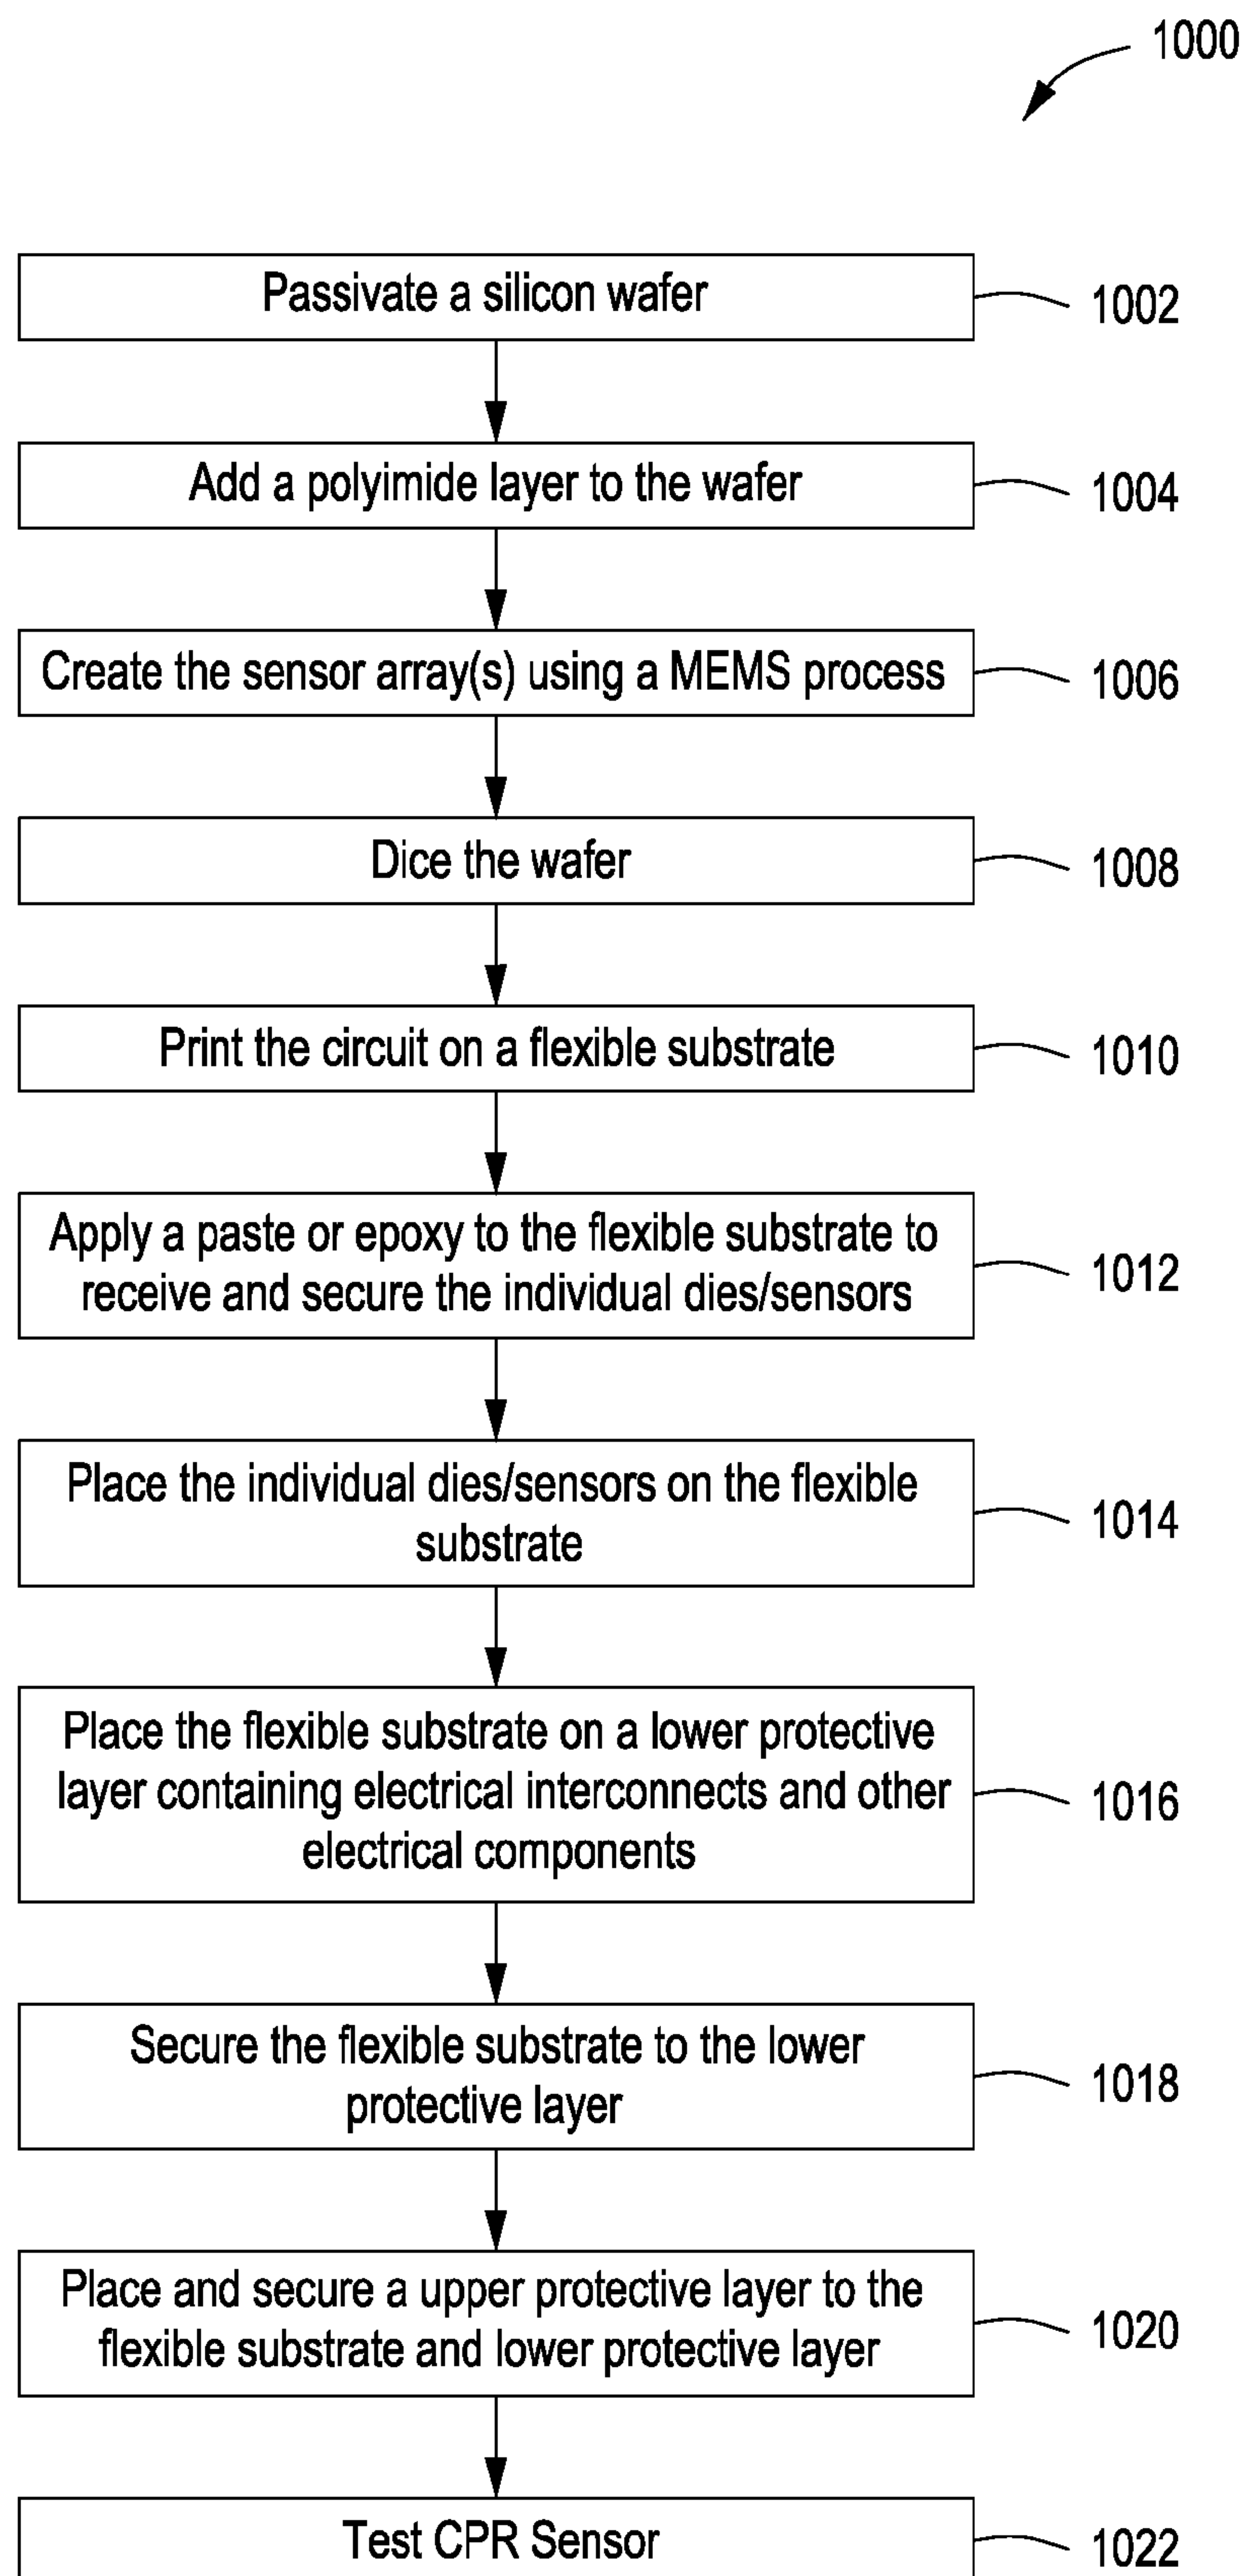 1000
Passivate a silicon wafer
1002
Add a polyimide layer to the wafer
1004
Create the sensor array(s) using a MEMS process
1006
Dice the wafer
1008
Print the circuit on a flexible substrate
1010
Apply a paste or epoxy to the flexible substrate to
receive and secure the individual dies/sensors
1012
Place the individual dies/sensors on the flexible
substrate
1014
Place the flexible substrate on a lower protective
layer containing electrical interconnects and other
electrical components
1016
Secure the flexible substrate to the lower
protective layer
1018
Place and secure a upper protective layer to the
flexible substrate and lower protective layer
1020
Test CPR Sensor
1022